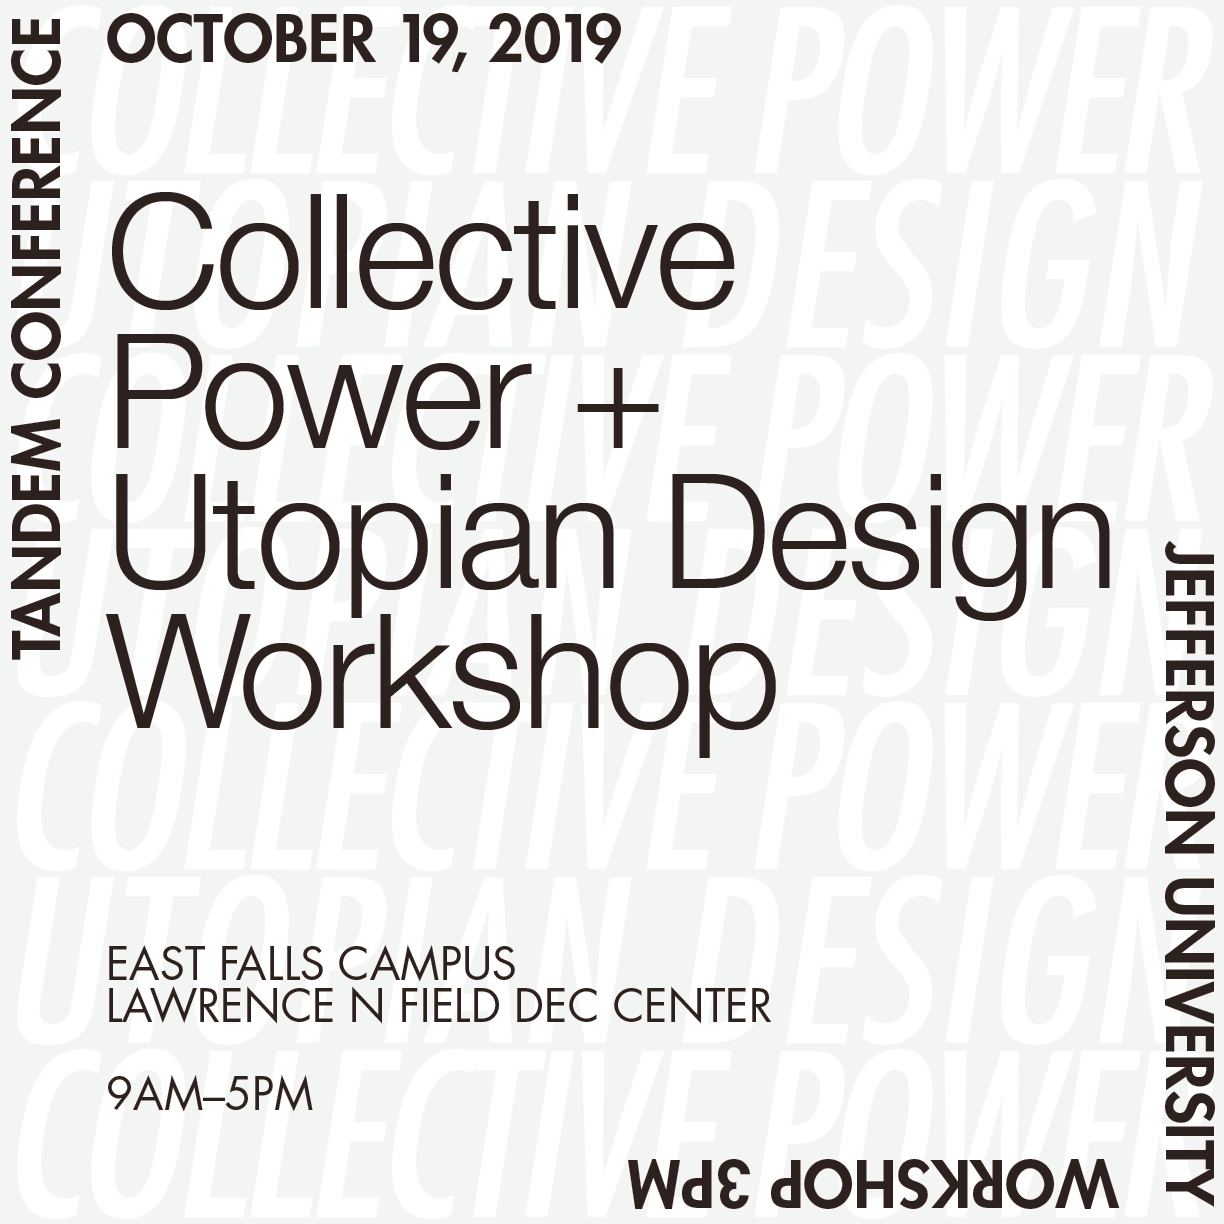 OCTOBER 19, 2019
TANDEM CONFERENCE
Collective
Power +
Utopian Design
Workshop
JEFFERSON UNIVERSITY
EAST FALLS CAMPUS
LAWRENCE N FIELD DEC CENTER
9AM–5PM
WORKSHOP 3PM
COLLECTIVE POWER
UTOPIAN DESIGN
COLLECTIVE POWER
UTOPIAN DESIGN
COLLECTIVE POWER
UTOPIAN DESIGN
COLLECTIVE POWER